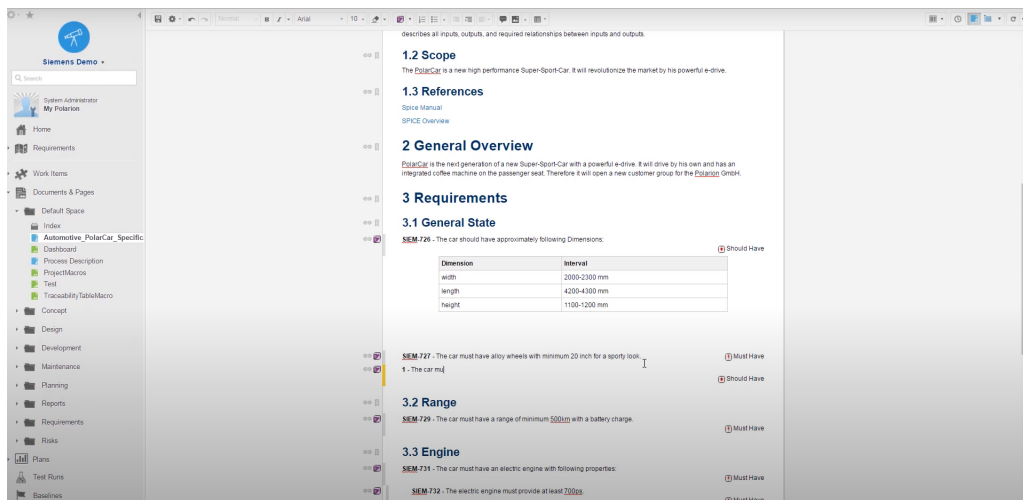 Normal
B
I
Arial
10
Siemens Demo
Search
System Administrator
My Polarion
Home
Requirements
Work Items
Documents & Pages
Default Space
Index
Automotive_PolarCar_Specific
Dashboard
Process Description
ProjectMacros
Test
TraceabilityTableMacro
Concept
Design
Development
Maintenance
Planning
Reports
Requirements
Risks
Plans
Test Runs
Baselines
describes all inputs, outputs, and required relationships between inputs and outputs.
1.2 Scope
The PolarCar is a new high performance Super-Sport-Car. It will revolutionize the market by his powerful e-drive.
1.3 References
Spice Manual
SPICE Overview
2 General Overview
PolarCar is the next generation of a new Super-Sport-Car with a powerful e-drive. It will drive by his own and has an
integrated coffee machine on the passenger seat. Therefore it will open a new customer group for the Polarion GmbH.
3 Requirements
3.1 General State
SIEM-726 - The car should have approximately following Dimensions:
Should Have
Dimension Interval
width 2000-2300 mm
length 4200-4300 mm
height 1100-1200 mm
SIEM-727 - The car must have alloy wheels with minimum 20 inch for a sporty look.
Must Have
1 - The car mu
Should Have
3.2 Range
SIEM-729 - The car must have a range of minimum 500km with a battery charge.
Must Have
3.3 Engine
SIEM-731 - The car must have an electric engine with following properties:
Must Have
SIEM-732 - The electric engine must provide at least 700ps.
Must Have